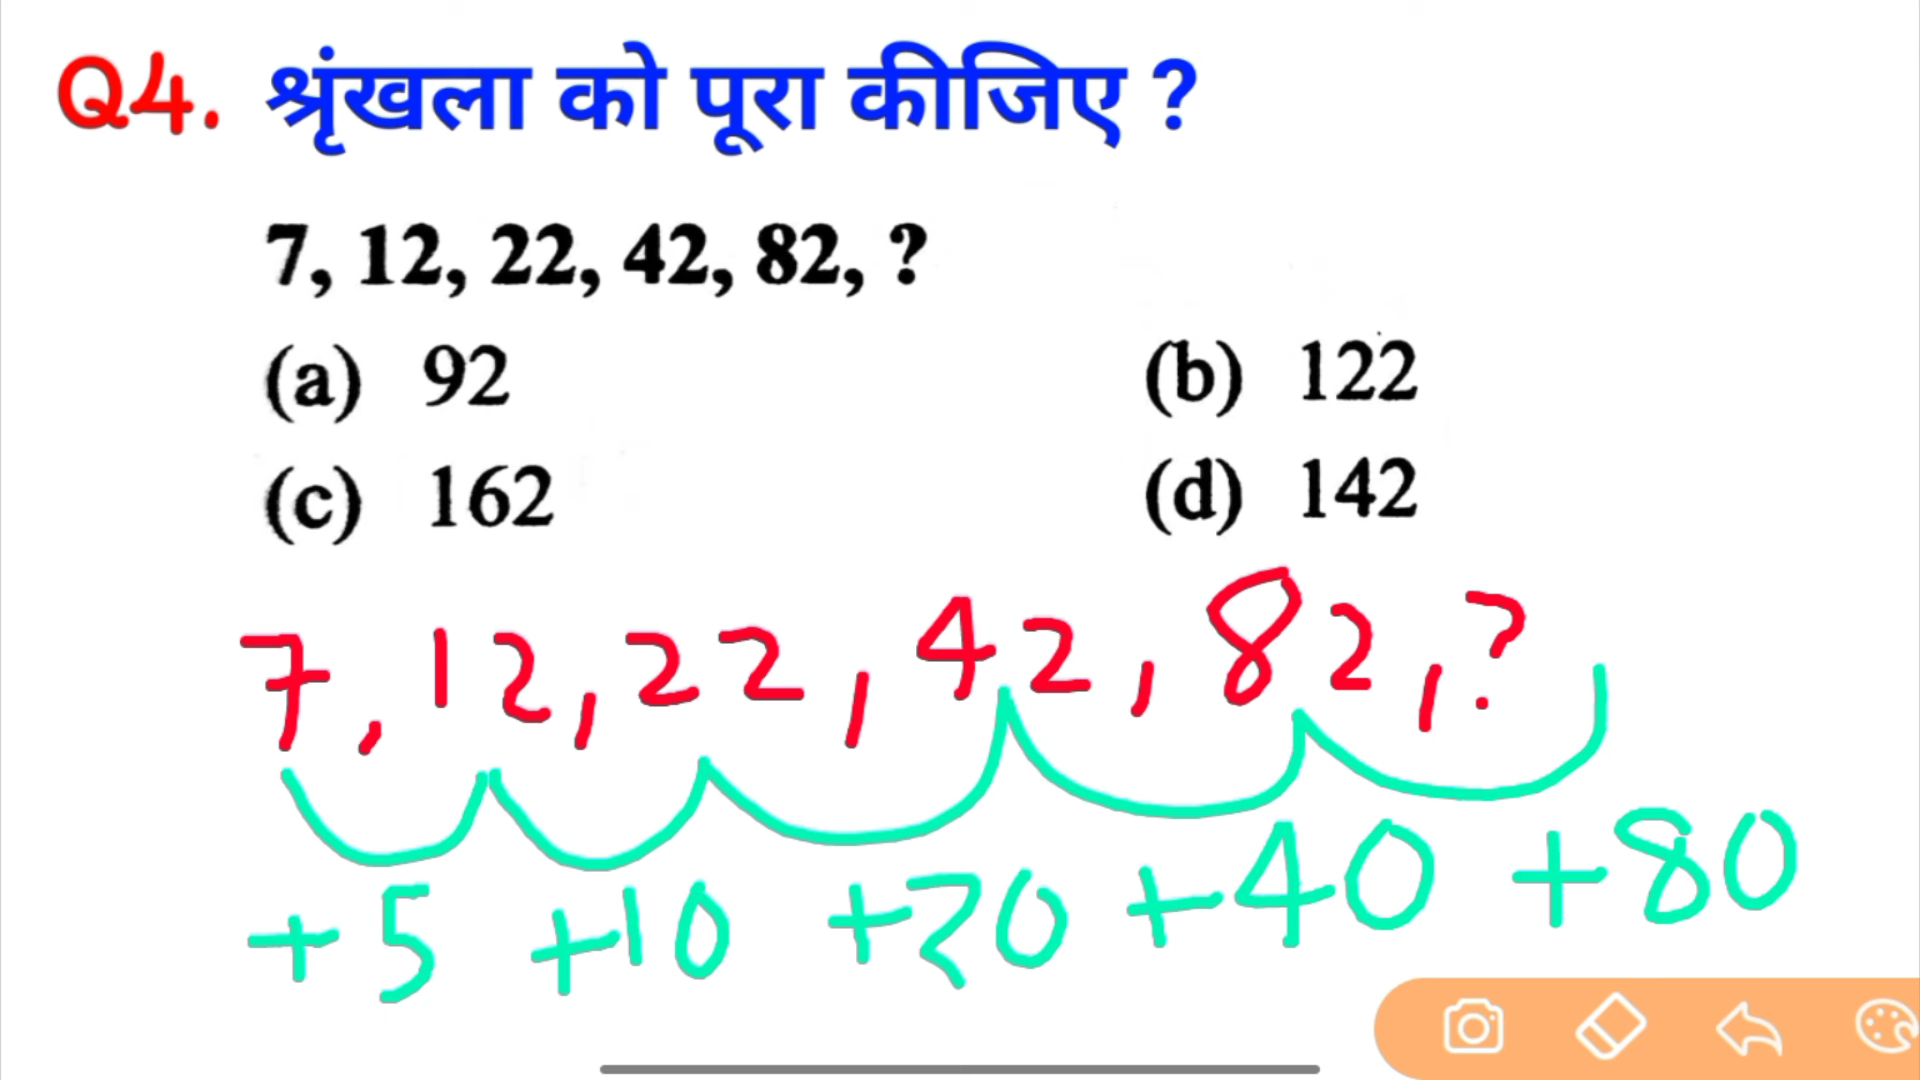 Q4. श्रृंखला को पूरा कीजिए ?
7, 12, 22, 42, 82, ?
(a) 92 (b) 122
(c) 162 (d) 142
7, 12, 22, 42, 82, ?
+5 +10 +20 +40 +80